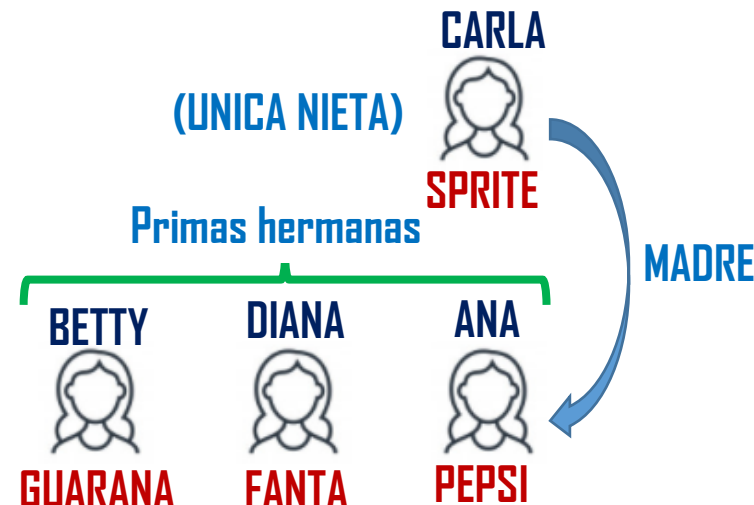 CARLA
(UNICA NIETA)
SPRITE
Primas hermanas
MADRE
BETTY DIANA ANA
GUARANA FANTA PEPSI